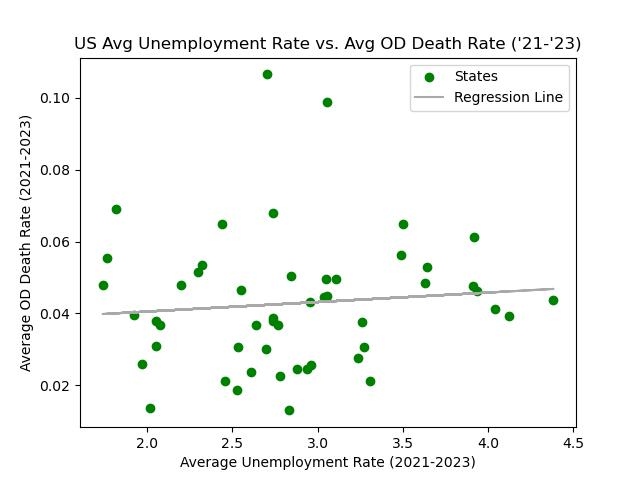 US Avg Unemployment Rate vs. Avg OD Death Rate ('21-'23)
States
Regression Line
Average OD Death Rate (2021-2023)
0.10
0.08
0.06
0.04
0.02
2.0 2.5 3.0 3.5 4.0 4.5
Average Unemployment Rate (2021-2023)